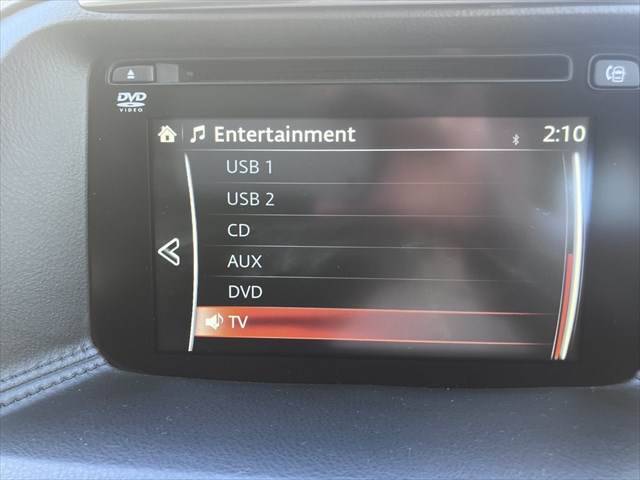 DVD
VIDEO
Entertainment 2:10
USB 1
USB 2
CD
AUX
DVD
TV